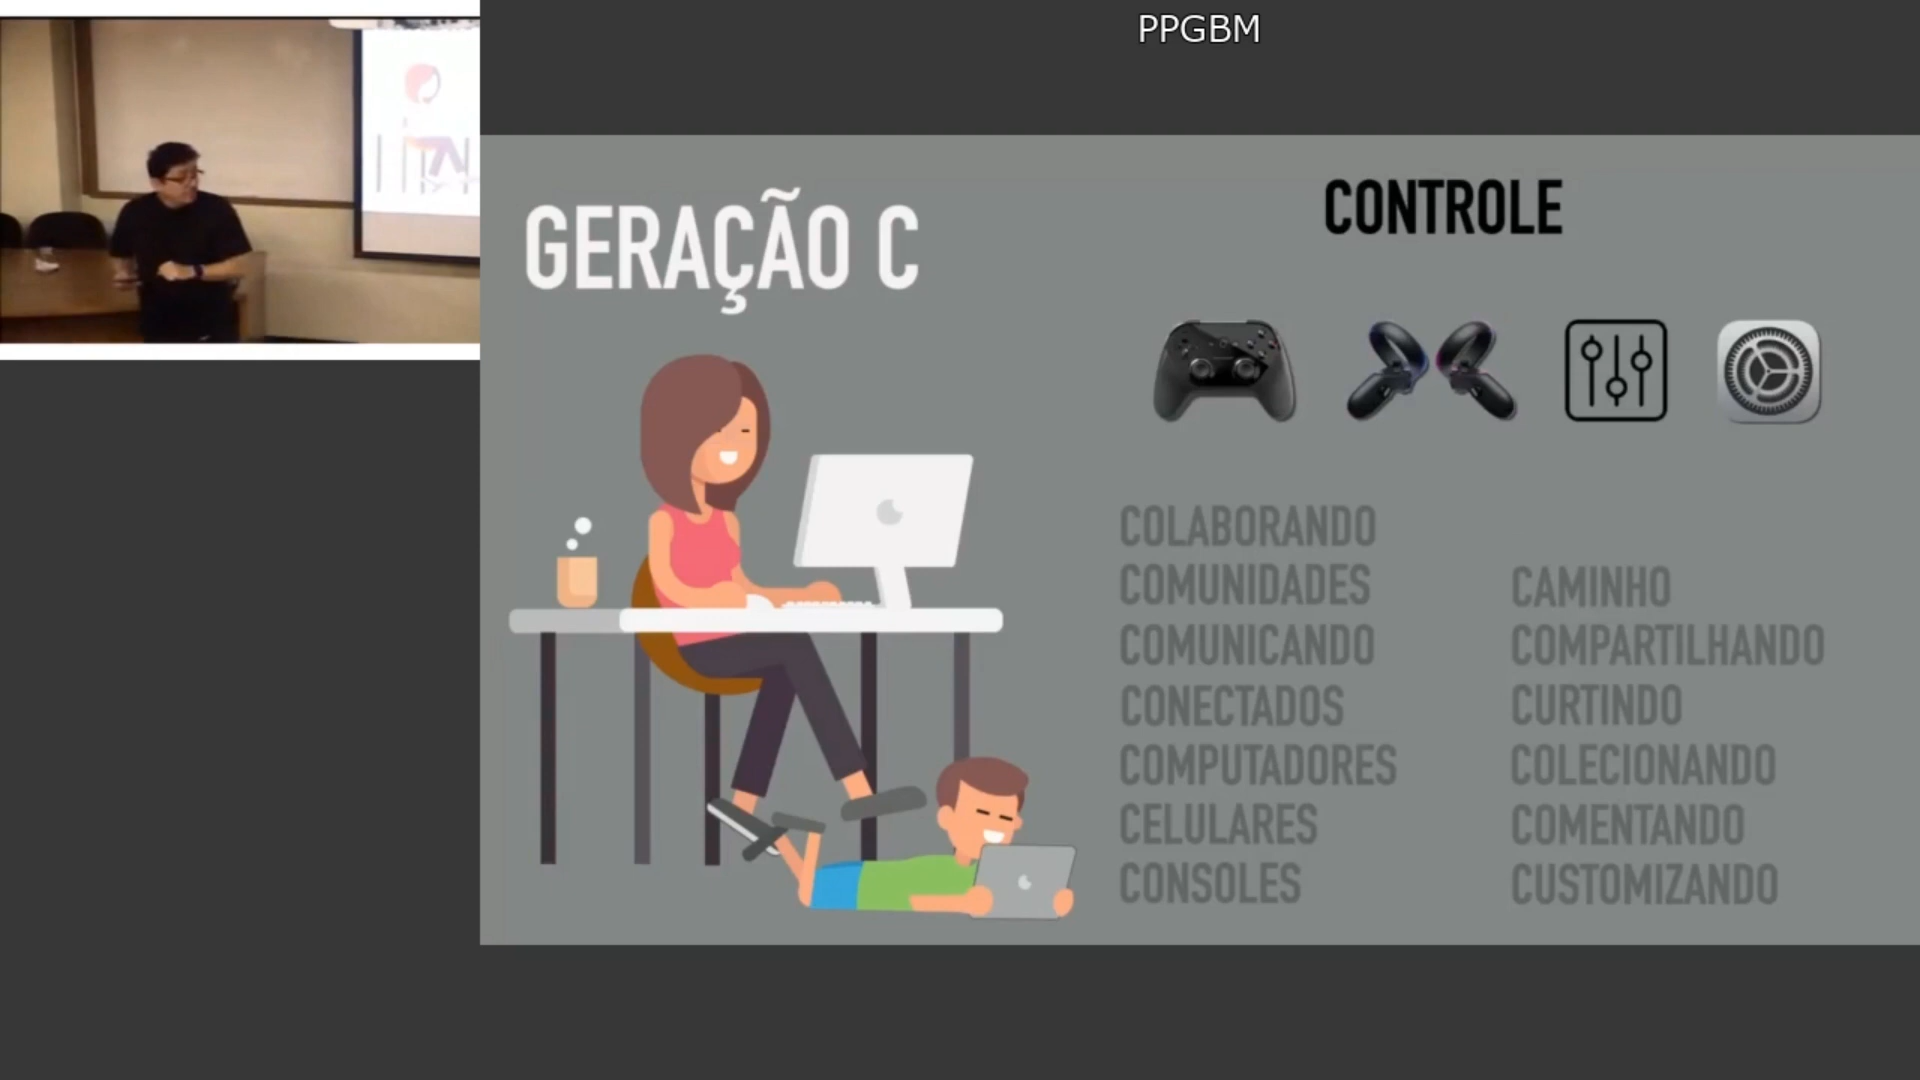 PPGBM
GERAÇÃO C
CONTROLE
COLABORANDO
COMUNIDADES
COMUNICANDO
CONECTADOS
COMPUTADORES
CELULARES
CONSOLES
CAMINHO
COMPARTILHANDO
CURTINDO
COLECIONANDO
COMENTANDO
CUSTOMIZANDO